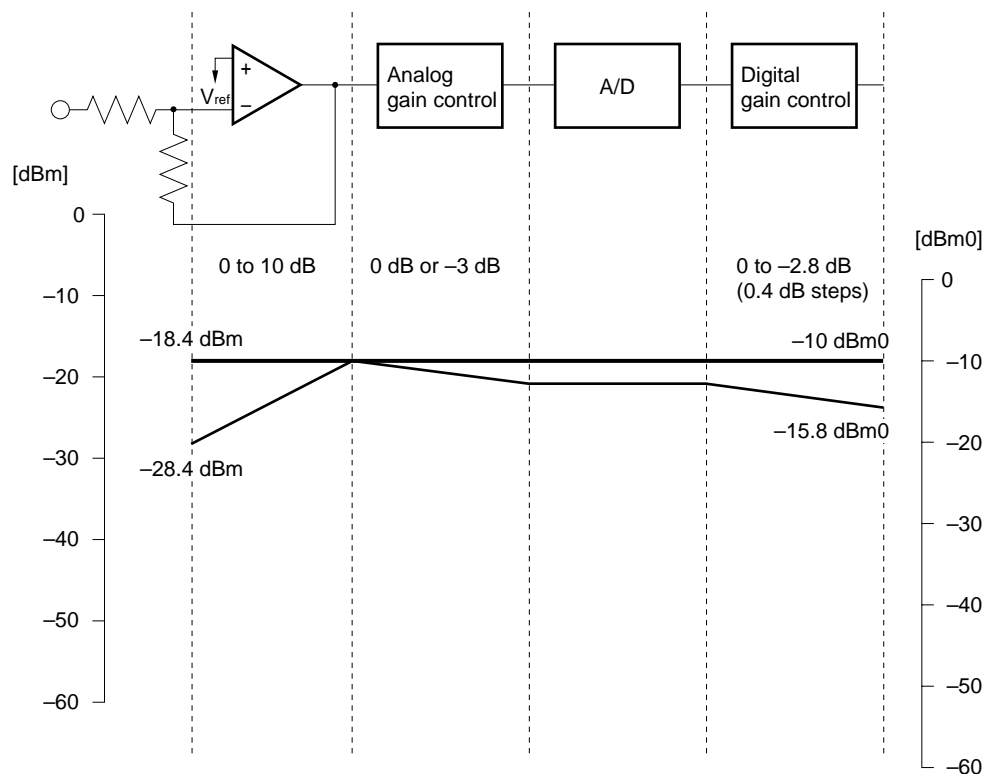 Analog
gain control
A/D
Digital
gain control
+
Vref
–
[dBm]
0
–10
–20
–30
–40
–50
–60
0 to 10 dB
0 dB or –3 dB
0 to –2.8 dB
(0.4 dB steps)
[dBm0]
0
–10
–20
–30
–40
–50
–60
–18.4 dBm
–10 dBm0
–28.4 dBm
–15.8 dBm0